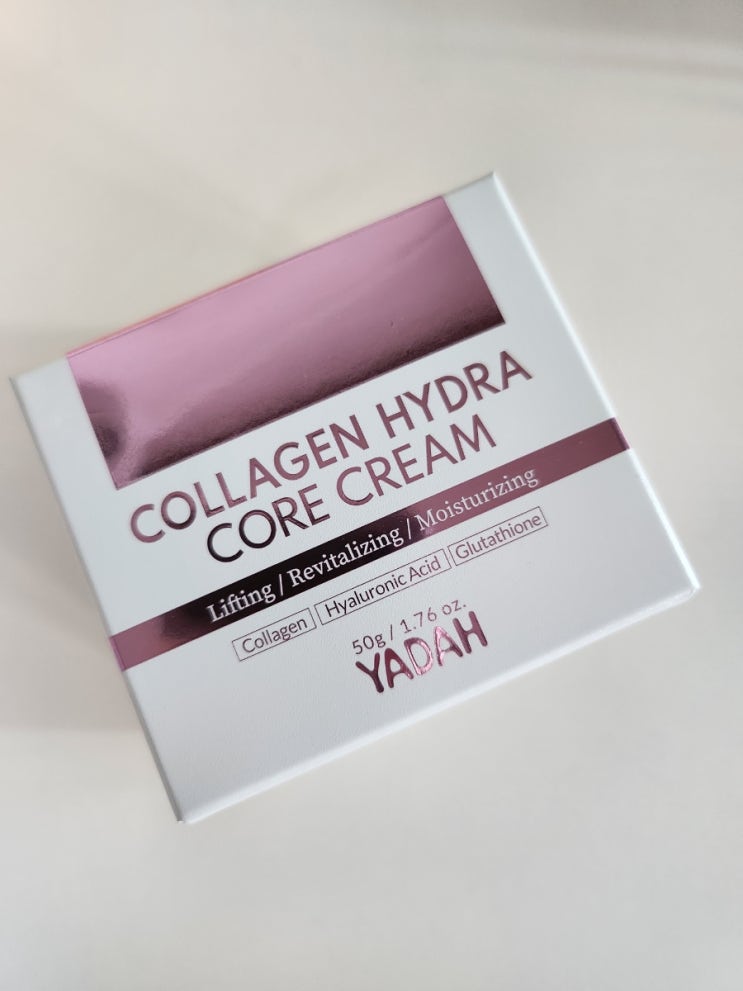 COLLAGEN HYDRA
CORE CREAM
Lifting / Revitalizing / Moisturizing
Collagen Hyaluronic Acid Glutathione
50g / 1.76 oz.
YADAH